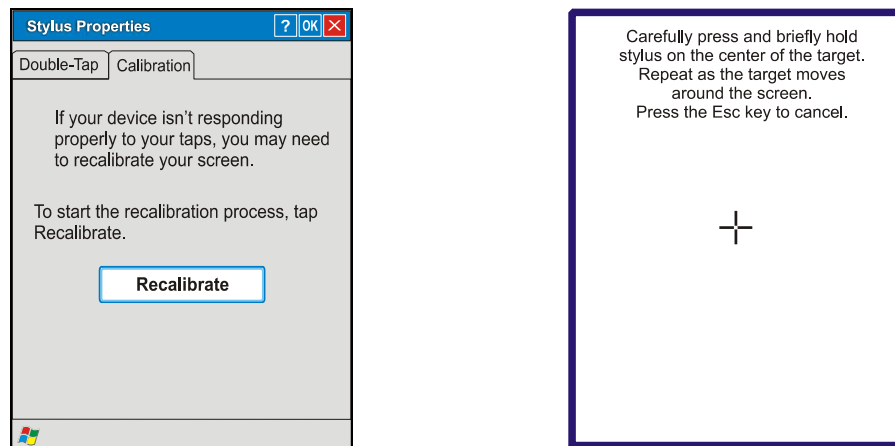 Stylus Properties ? OK
Double-Tap Calibration
If your device isn't responding
properly to your taps, you may need
to recalibrate your screen.
To start the recalibration process, tap
Recalibrate.
Recalibrate
Carefully press and briefly hold
stylus on the center of the target.
Repeat as the target moves
around the screen.
Press the Esc key to cancel.